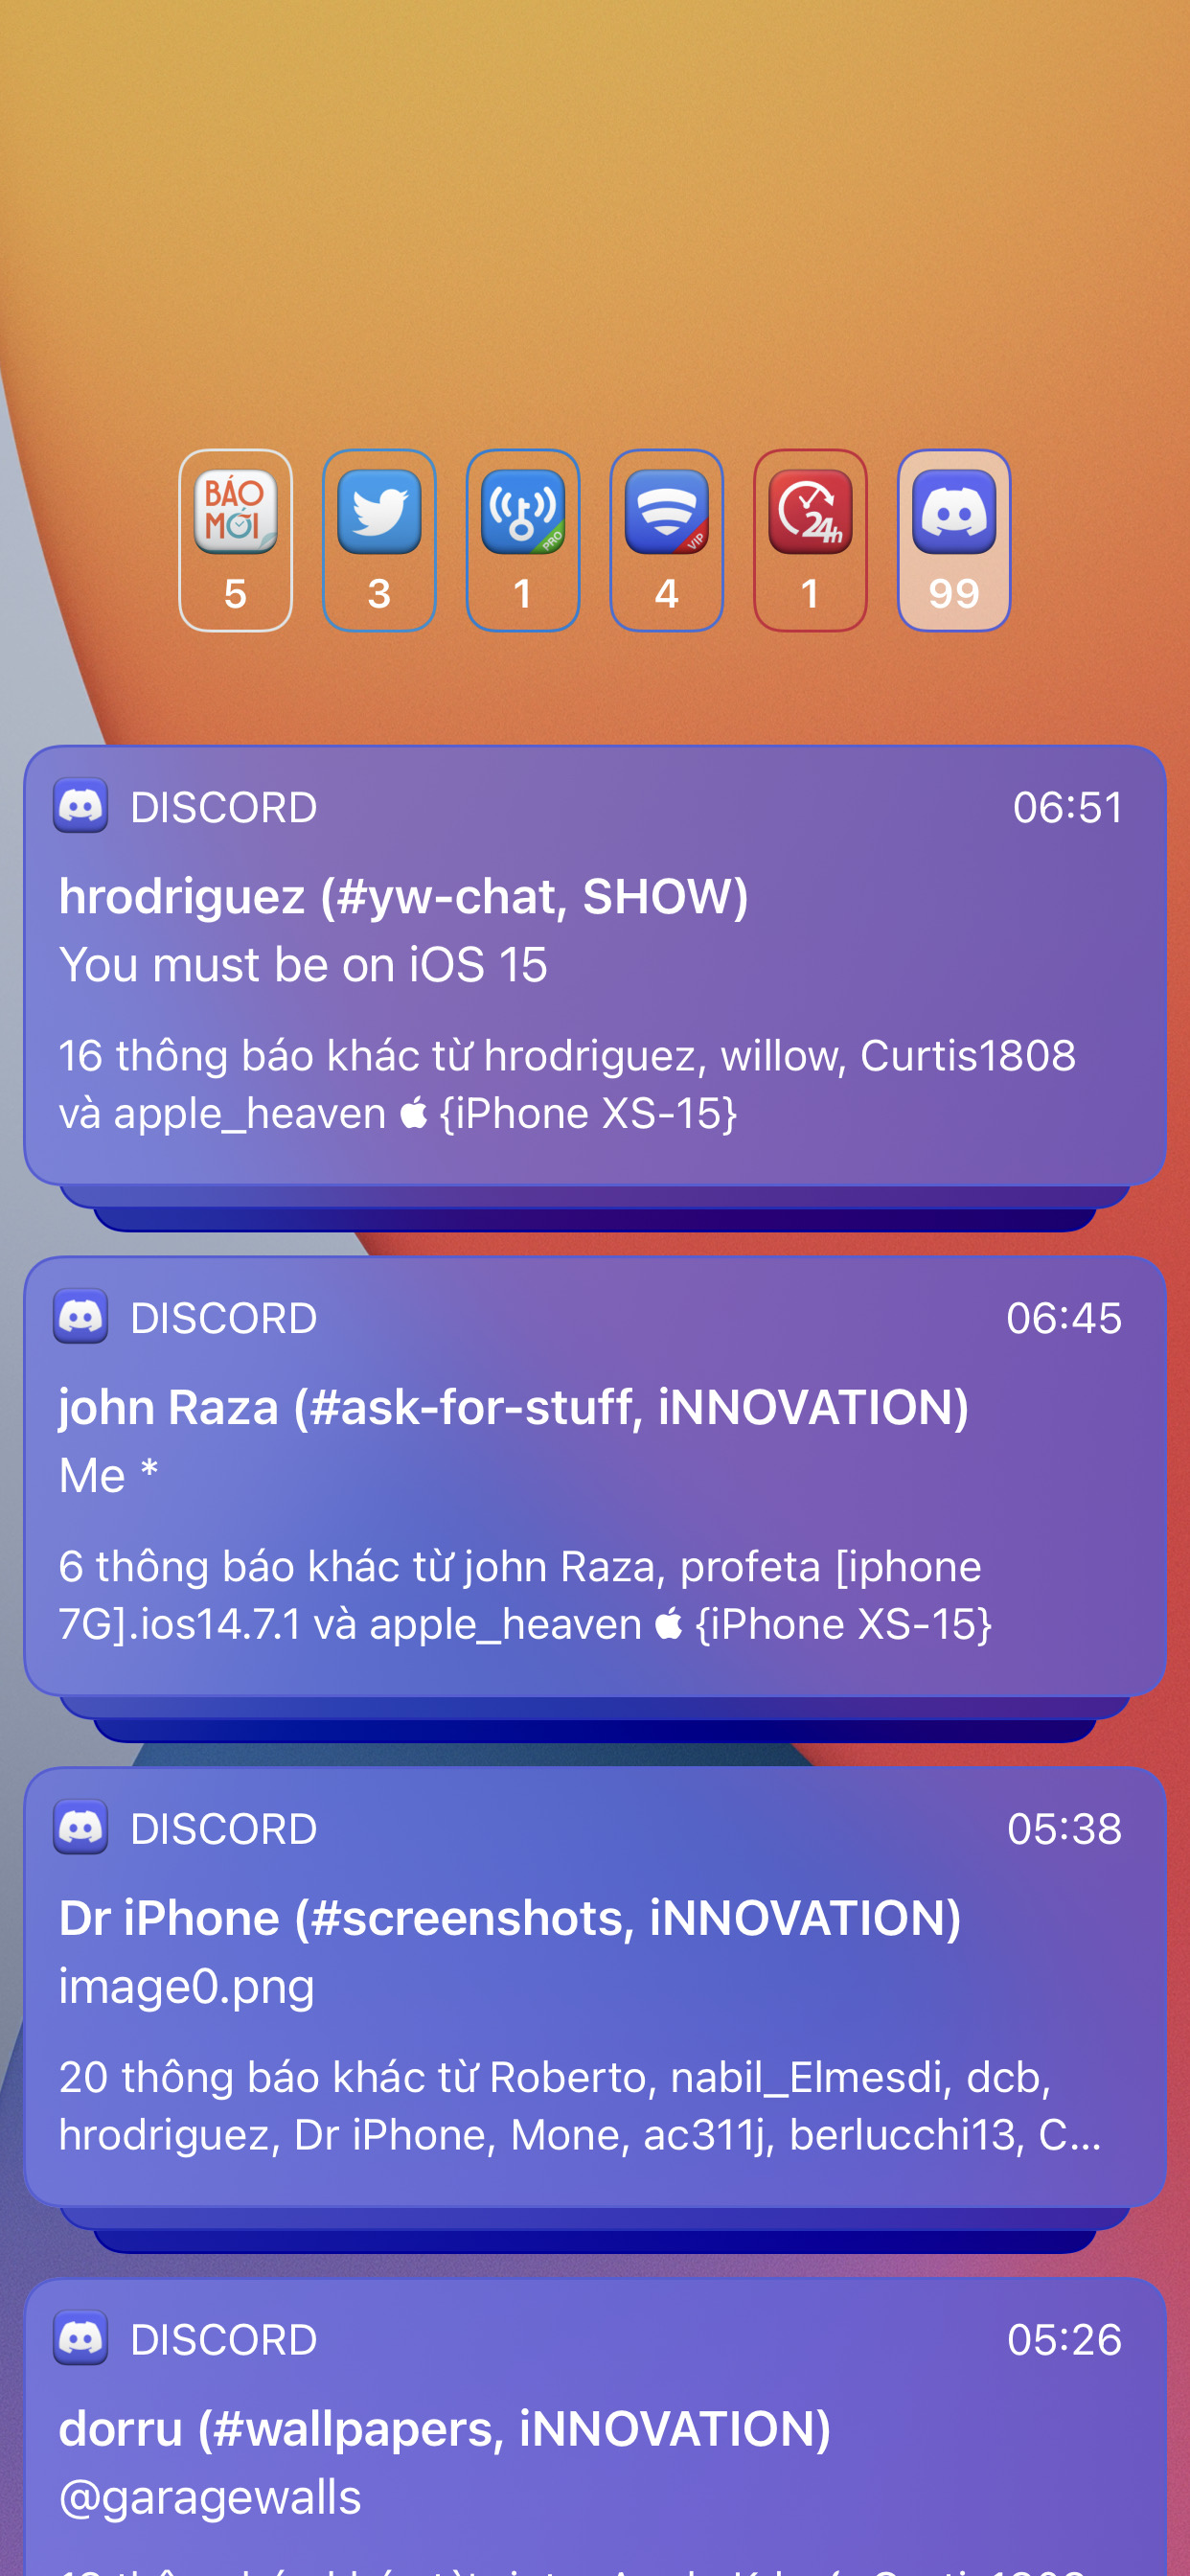 BÁO
MỚI
PRO
VIP
24h
5 3 1 4 1 99
DISCORD 06:51
hrodriguez (#yw-chat, SHOW)
You must be on iOS 15
16 thông báo khác từ hrodriguez, willow, Curtis1808
và apple_heaven  {iPhone XS-15}
DISCORD 06:45
john Raza (#ask-for-stuff, iNNOVATION)
Me *
6 thông báo khác từ john Raza, profeta [iphone
7G].ios14.7.1 và apple_heaven  {iPhone XS-15}
DISCORD 05:38
Dr iPhone (#screenshots, iNNOVATION)
image0.png
20 thông báo khác từ Roberto, nabil_Elmesdi, dcb,
hrodriguez, Dr iPhone, Mone, ac311j, berlucchi13, C...
DISCORD 05:26
dorru (#wallpapers, iNNOVATION)
@garagewalls